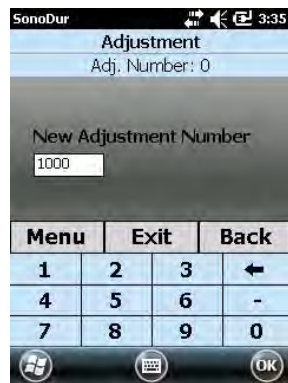 SonoDur 3:35
Adjustment
Adj. Number: 0
New Adjustment Number
1000
Menu Exit Back
1 2 3
4 5 6 -
7 8 9 0
OK